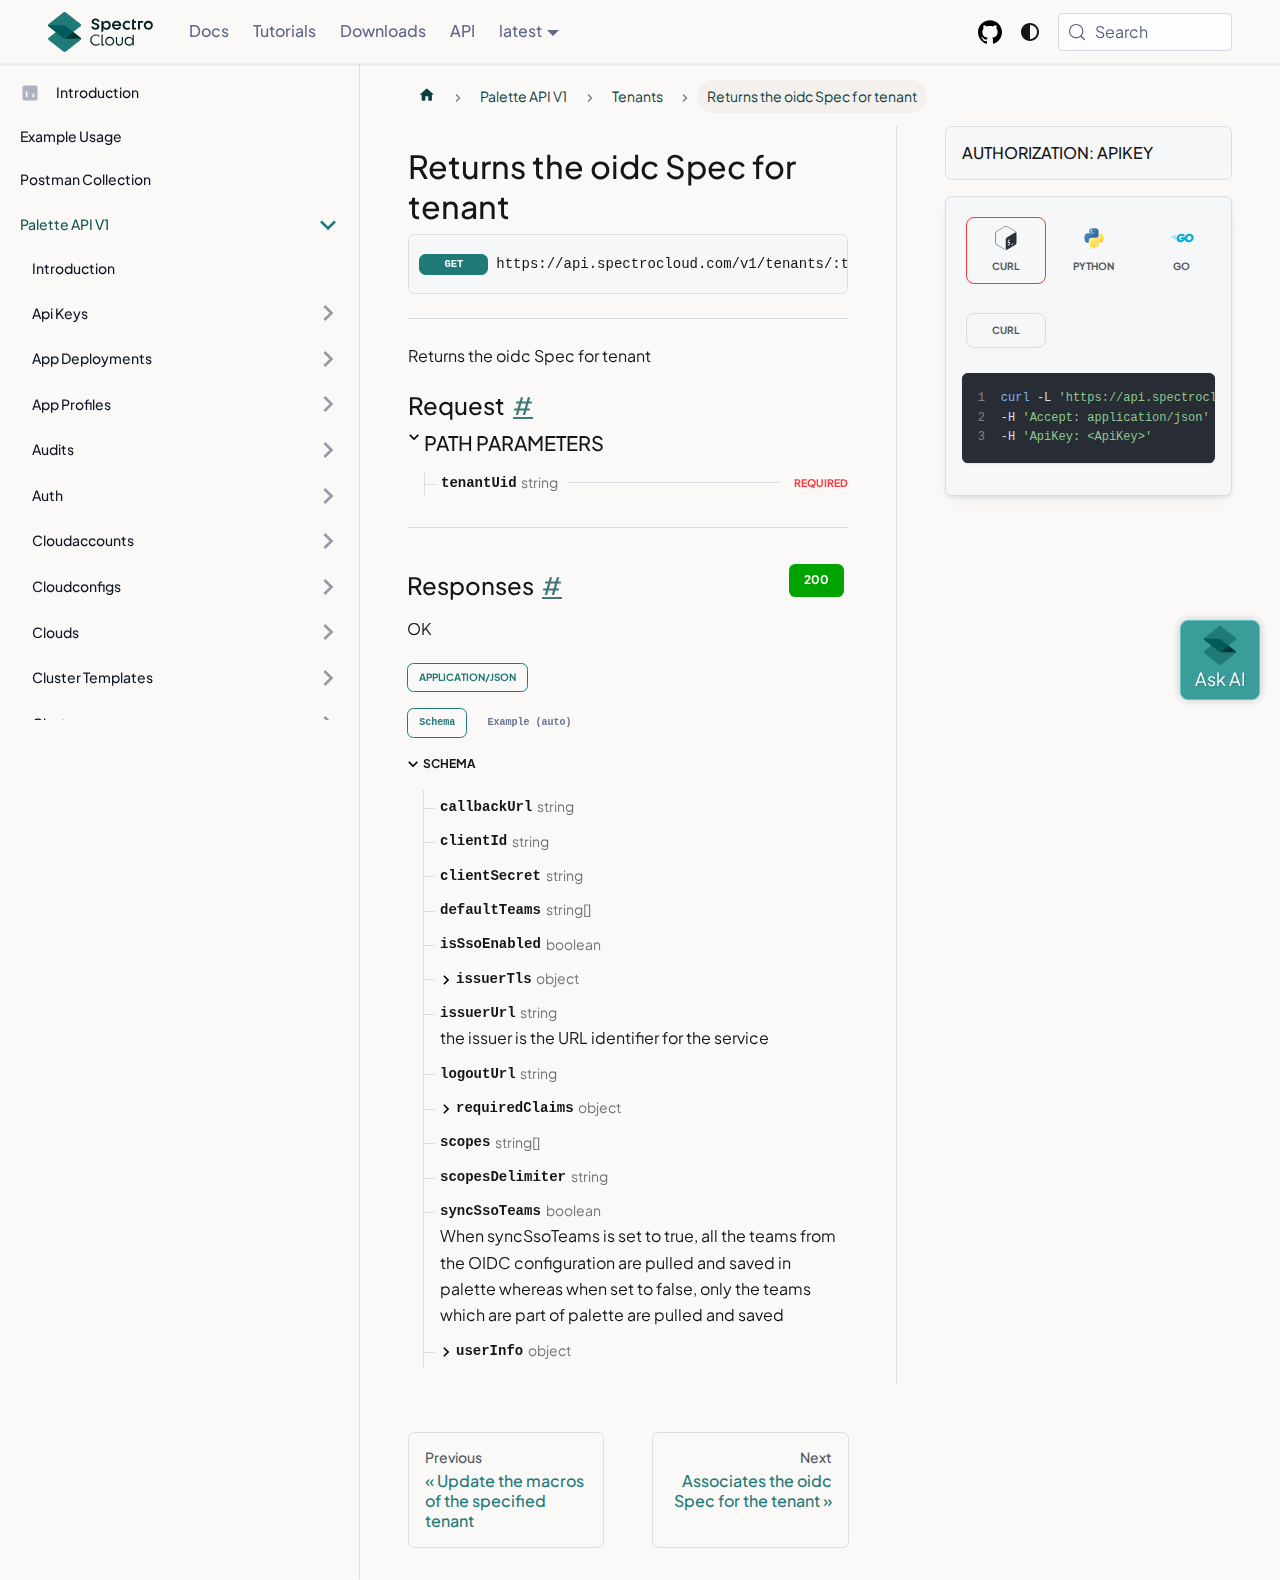 Spectro
Cloud
Docs
Tutorials
Downloads
API
latest
Search
Introduction
Example Usage
Postman Collection
Palette API V1
Introduction
Api Keys
App Deployments
App Profiles
Audits
Auth
Cloudaccounts
Cloudconfigs
Clouds
Cluster Templates
Palette API V1
Tenants
Returns the oidc Spec for tenant
Returns the oidc Spec for
tenant
GET
https://api.spectrocloud.com/v1/tenants/:t
Returns the oidc Spec for tenant
Request #
PATH PARAMETERS
tenantUid string
REQUIRED
Responses #
200
OK
APPLICATION/JSON
Schema
Example (auto)
SCHEMA
callbackUrl string
clientId string
clientSecret string
defaultTeams string[]
isSsoEnabled boolean
issuerTls object
issuerUrl string
the issuer is the URL identifier for the service
logoutUrl string
requiredClaims object
scopes string[]
scopesDelimiter string
syncSsoTeams boolean
When syncSsoTeams is set to true, all the teams from
the OIDC configuration are pulled and saved in
palette whereas when set to false, only the teams
which are part of palette are pulled and saved
userInfo object
Previous
« Update the macros
of the specified
tenant
Next
Associates the oidc
Spec for the tenant »
AUTHORIZATION: APIKEY
CURL
PYTHON
GO
CURL
1 curl -L 'https://api.spectrocl
2 -H 'Accept: application/json'
3 -H 'ApiKey: <ApiKey>'
Ask AI